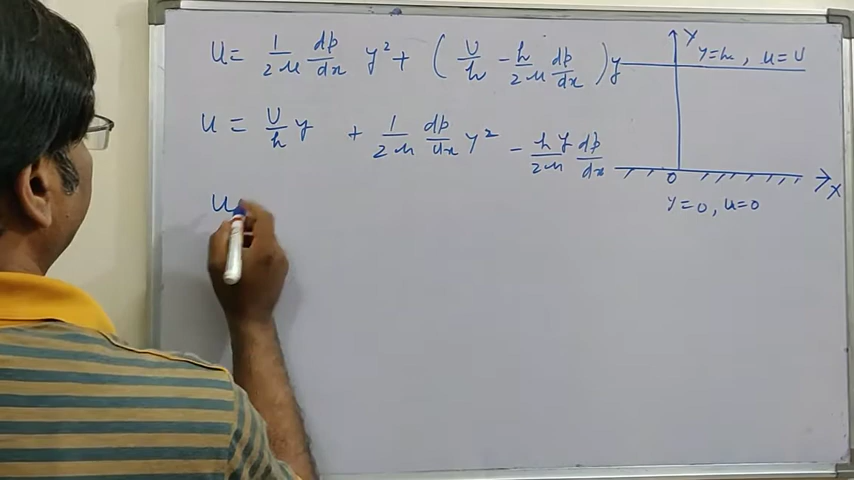 u = 1/2μ dp/dx y² + ( U/h - h/2μ dp/dx ) y
u = U/h y + 1/2μ dp/dx y² - hy/2μ dp/dx
u
Y
y=h, u=U
0
X
y=0, u=0